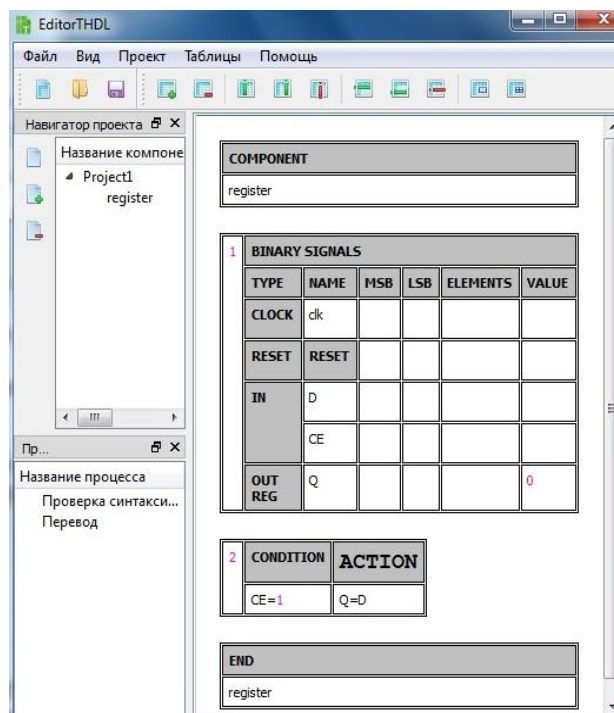 EditorTHDL
Файл Вид Проект Таблицы Помощь
Навигатор проекта
Название компоне
Project1
register
Пр...
Название процесса
Проверка синтакси...
Перевод
COMPONENT
register
1 BINARY SIGNALS
TYPE NAME MSB LSB ELEMENTS VALUE
CLOCK clk
RESET RESET
IN D
CE
OUT Q 0
REG
2 CONDITION ACTION
CE=1 Q=D
END
register